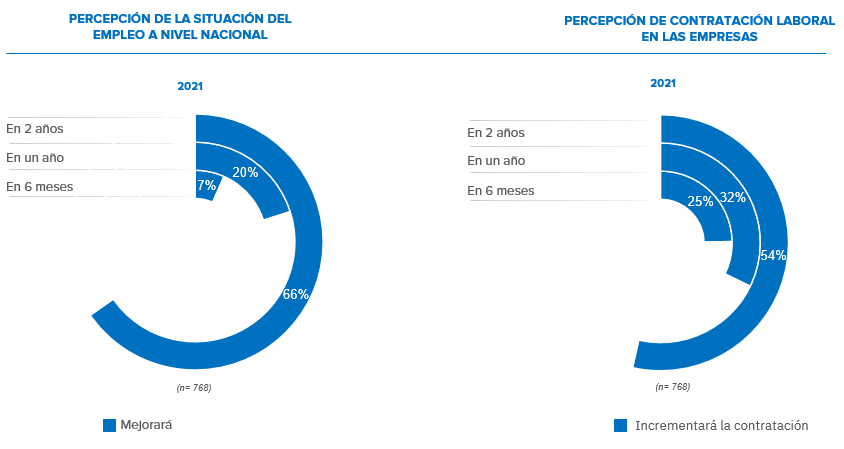 PERCEPCIÓN DE LA SITUACIÓN DEL
EMPLEO A NIVEL NACIONAL
2021
En 2 años
En un año
20%
En 6 meses
7%
66%
(n= 768)
Mejorará
PERCEPCIÓN DE CONTRATACIÓN LABORAL
EN LAS EMPRESAS
2021
En 2 años
En un año
En 6 meses
25%
32%
54%
(n= 768)
Incrementará la contratación